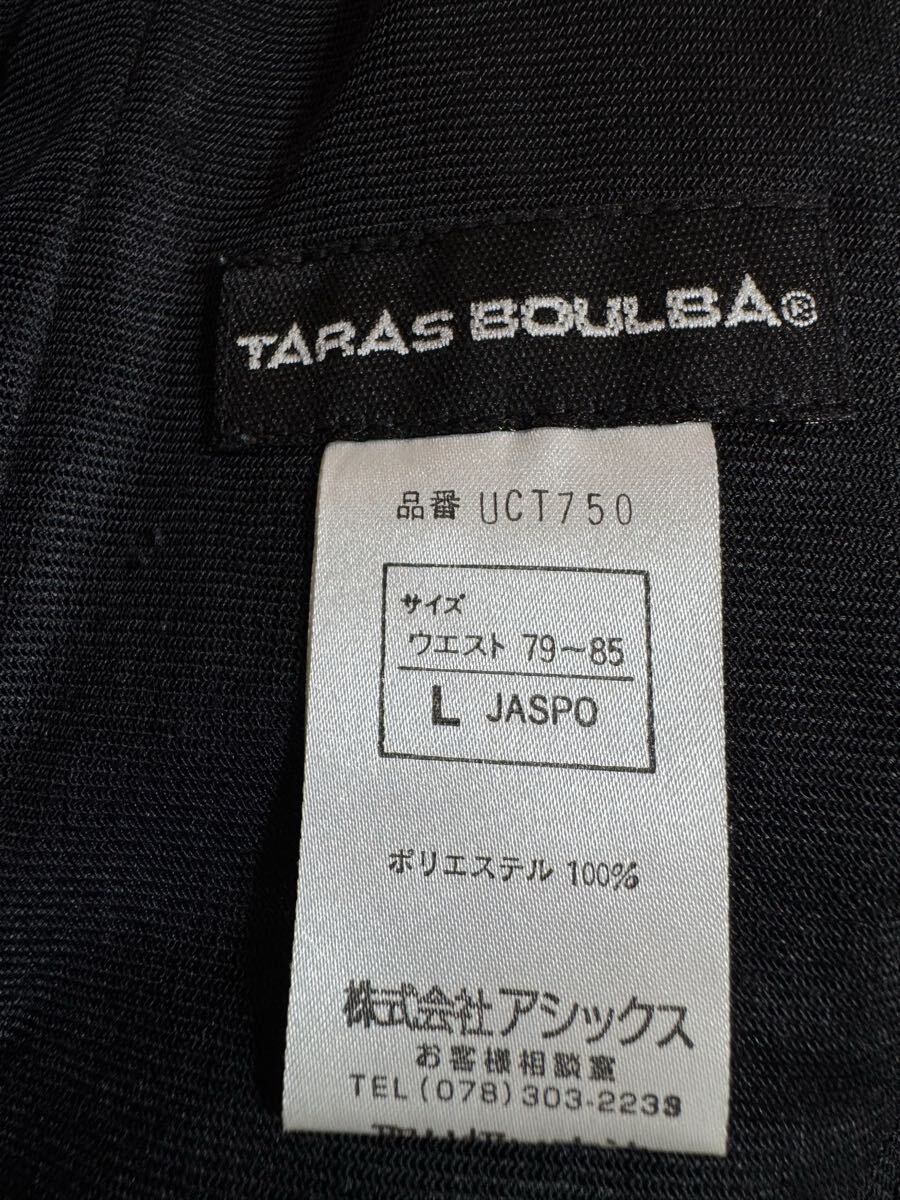 TARAS BOULBA®
品番 UCT750
サイズ
ウエスト 79〜85
L JASPO
ポリエステル 100%
株式会社アシックス
お客様相談室
TEL(078)303-2233